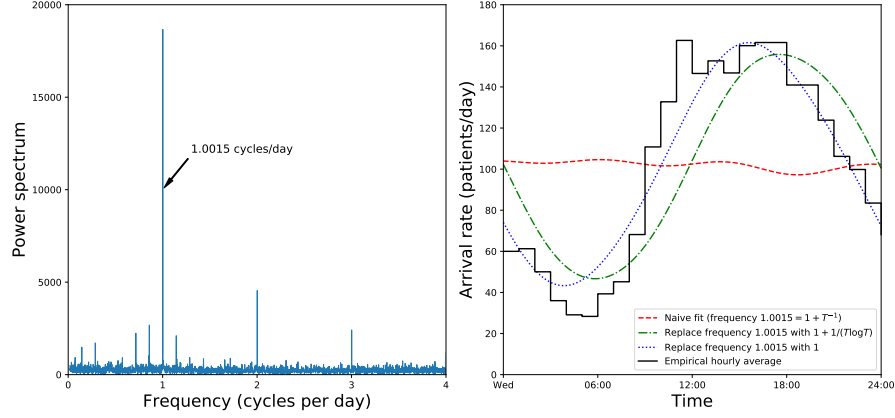 20000
15000
10000
5000
0
Power spectrum
1.0015 cycles/day
0 1 2 3 4
Frequency (cycles per day)
180
160
140
120
100
80
60
40
20
0
Arrival rate (patients/day)
Naive fit (frequency 1.0015 = 1 + T⁻¹)
Replace frequency 1.0015 with 1 + 1/(TlogT)
Replace frequency 1.0015 with 1
Empirical hourly average
Wed 06:00 12:00 18:00 24:00
Time